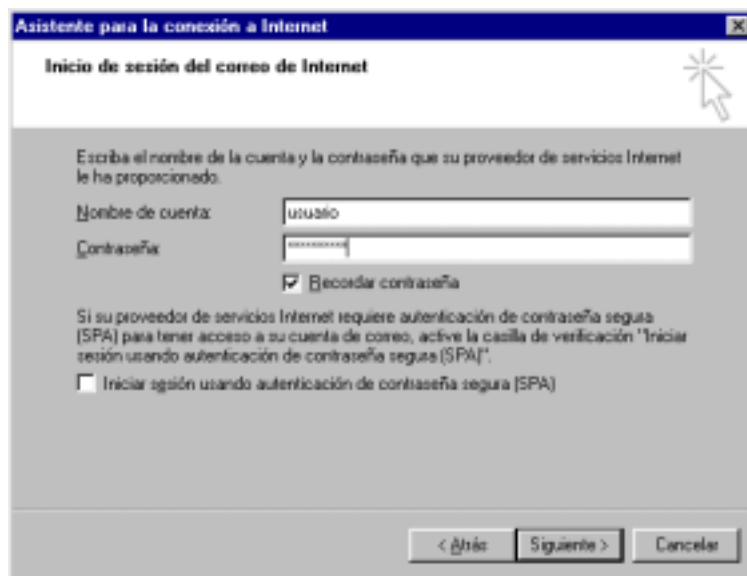 Asistente para la conexión a Internet
Inicio de sesión del correo de Internet
Escriba el nombre de la cuenta y la contraseña que su proveedor de servicios Internet
le ha proporcionado.
Nombre de cuenta: usuario
Contraseña:
Recordar contraseña
Si su proveedor de servicios Internet requiere autenticación de contraseña segura
(SPA) para tener acceso a su cuenta de correo, active la casilla de verificación "Iniciar
sesión usando autenticación de contraseña segura (SPA)".
Iniciar sesión usando autenticación de contraseña segura (SPA)
< Atrás Siguiente > Cancelar